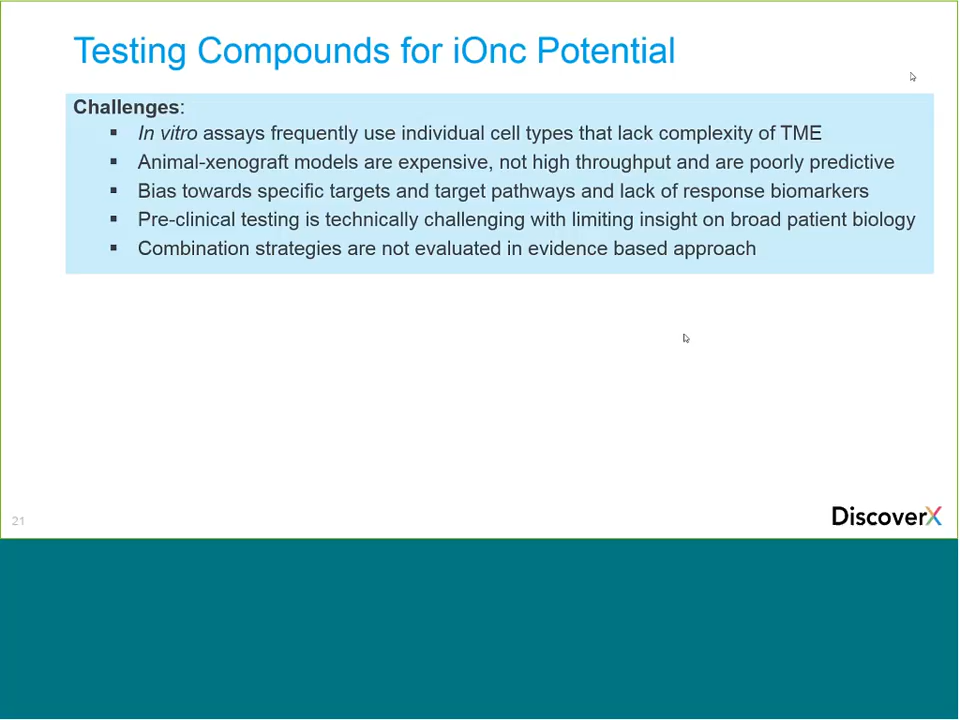 Testing Compounds for iOnc Potential
Challenges:
▪ In vitro assays frequently use individual cell types that lack complexity of TME
▪ Animal-xenograft models are expensive, not high throughput and are poorly predictive
▪ Bias towards specific targets and target pathways and lack of response biomarkers
▪ Pre-clinical testing is technically challenging with limiting insight on broad patient biology
▪ Combination strategies are not evaluated in evidence based approach
21
DiscoverX